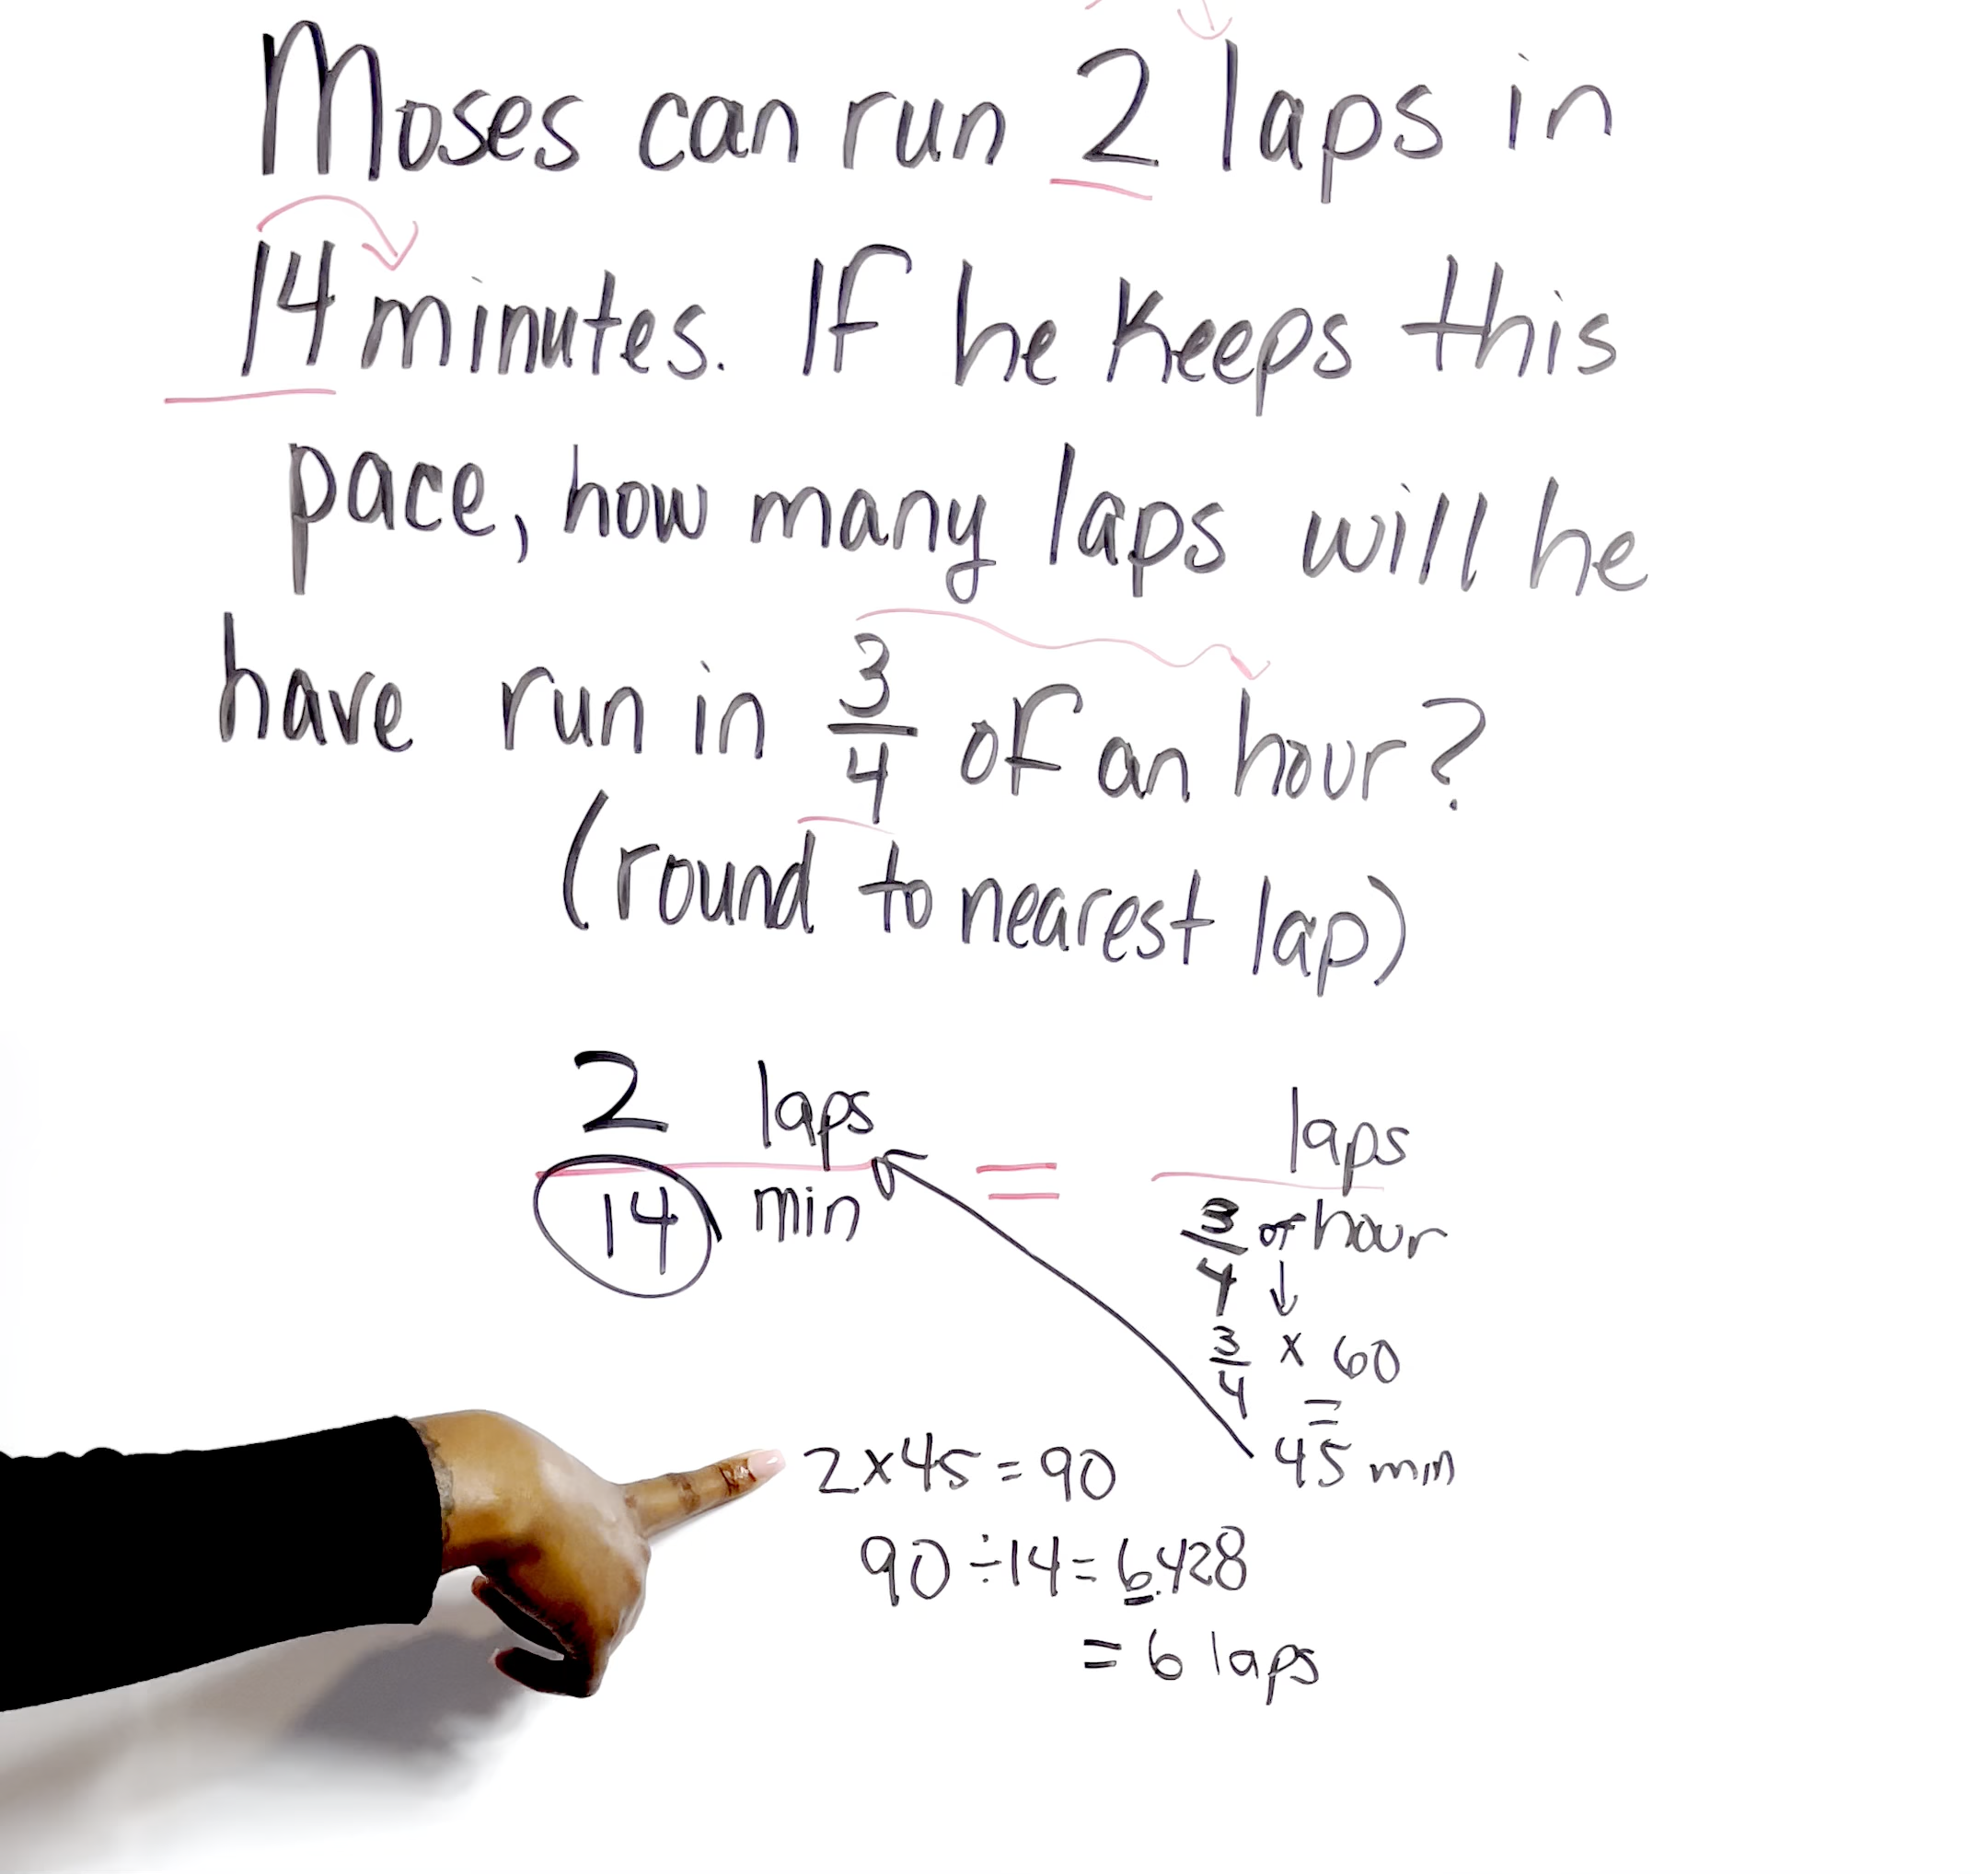 Moses can run 2 laps in
14 minutes. If he keeps this
pace, how many laps will he
have run in 3/4 of an hour?
(round to nearest lap)
2 laps = laps
14 min 3/4 of hour
3/4 × 60
=
45 min
2×45=90
90÷14=6.428
=6 laps